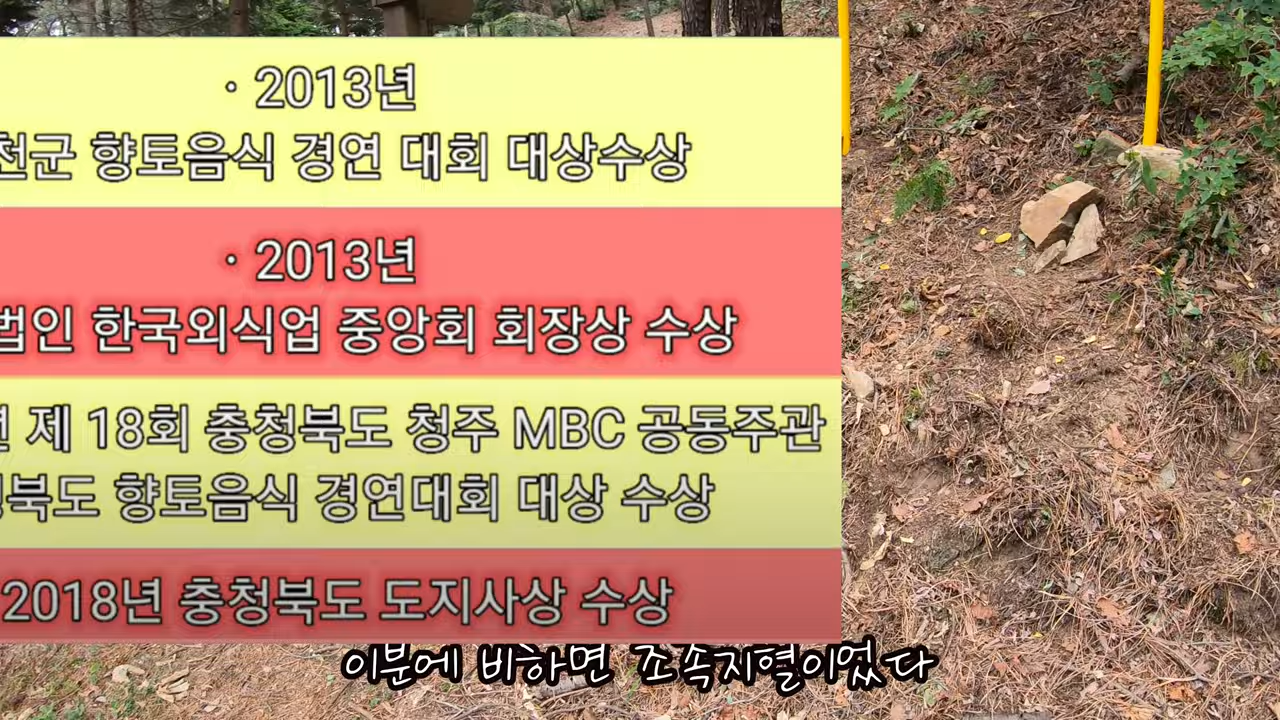 · 2013년
천군 향토음식 경연 대회 대상수상
· 2013년
법인 한국외식업 중앙회 회장상 수상
제 18회 충청북도 청주 MBC 공동주관
북도 향토음식 경연대회 대상 수상
2018년 충청북도 도지사상 수상
이분에 비하면 조속지혈이었다